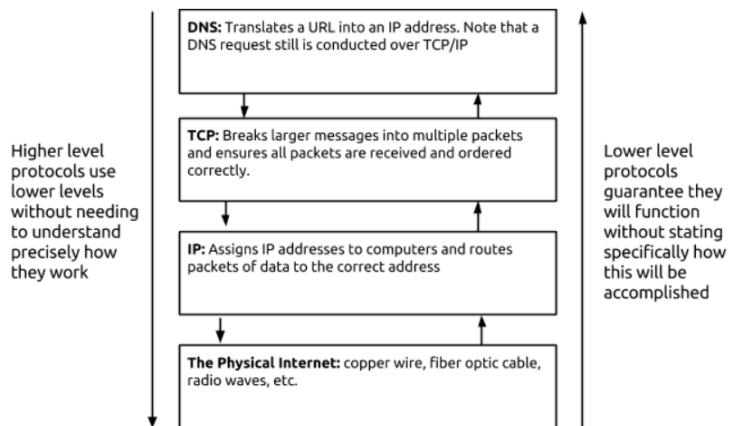 DNS: Translates a URL into an IP address. Note that a
DNS request still is conducted over TCP/IP
TCP: Breaks larger messages into multiple packets
and ensures all packets are received and ordered
correctly.
IP: Assigns IP addresses to computers and routes
packets of data to the correct address
The Physical Internet: copper wire, fiber optic cable,
radio waves, etc.
Higher level
protocols use
lower levels
without needing
to understand
precisely how
they work
Lower level
protocols
guarantee they
will function
without stating
specifically how
this will be
accomplished